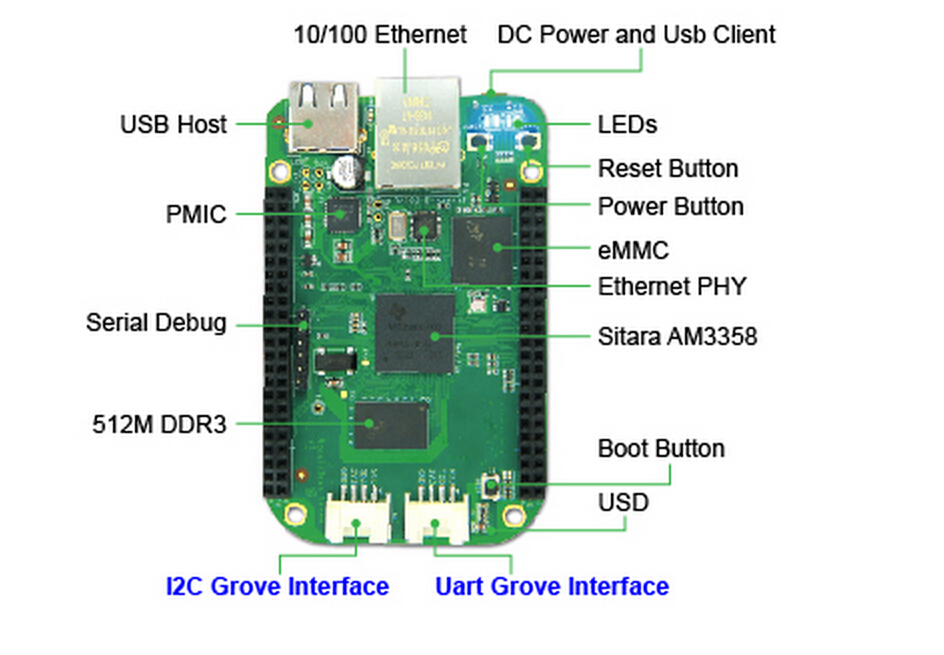 10/100 Ethernet
DC Power and Usb Client
USB Host
LEDs
Reset Button
PMIC
Power Button
eMMC
Ethernet PHY
Serial Debug
Sitara AM3358
512M DDR3
Boot Button
USD
I2C Grove Interface
Uart Grove Interface